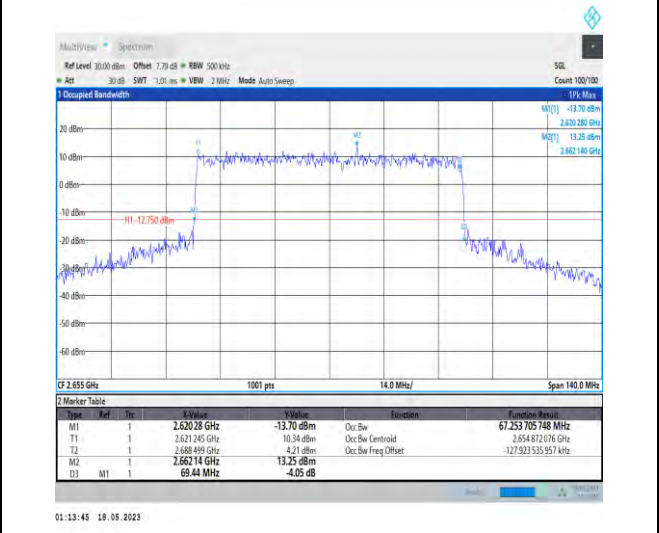 MultiView Spectrum
Ref Level 30.00 dBm Offset 7.79 dB RBW 500 kHz SGL
Att 30 dB SWT 1.01 ms VBW 2 MHz Mode Auto Sweep Count 100/100
1 Occupied Bandwidth 1Pk Max
M1[1] -13.70 dBm
2.620 280 GHz
M2[1] 13.25 dBm
2.662 140 GHz
20 dBm
M2
T1
10 dBm
0 dBm
-10 dBm
M1
H1 -12.750 dBm
-20 dBm
-30 dBm
-40 dBm
-50 dBm
-60 dBm
CF 2.655 GHz 1001 pts 14.0 MHz/ Span 140.0 MHz
2 Marker Table
Type Ref Trc X-Value Y-Value Function Function Result
M1 1 2.62028 GHz -13.70 dBm Occ Bw 67.253 705 748 MHz
T1 1 2.621 245 GHz 10.34 dBm Occ Bw Centroid 2.654 872 076 GHz
T2 1 2.688 499 GHz 4.21 dBm Occ Bw Freq Offset -127.923 535 957 kHz
M2 1 2.662 14 GHz 13.25 dBm
D3 M1 1 69.44 MHz -4.05 dB
01:13:45 18.05.2023